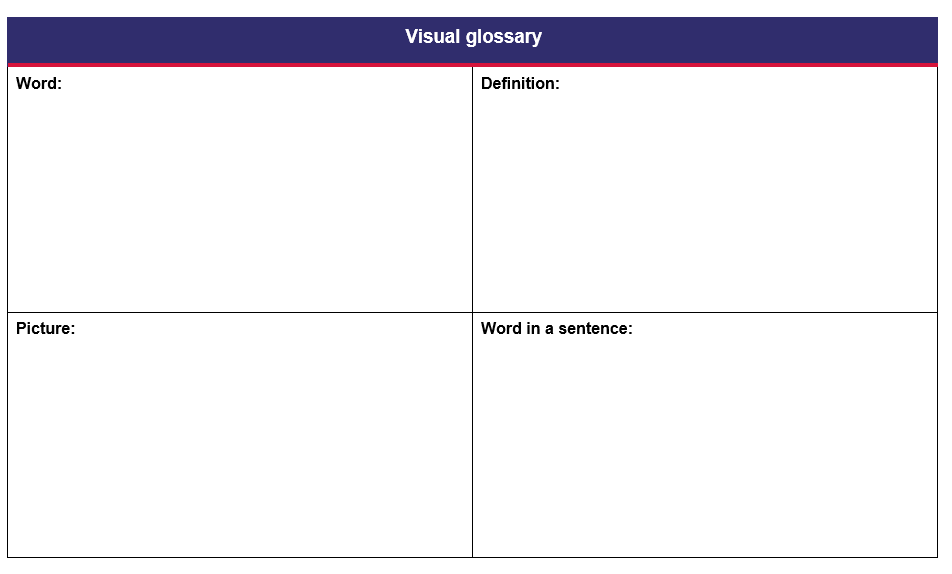 Visual glossary
Word:
Definition:
Picture:
Word in a sentence: